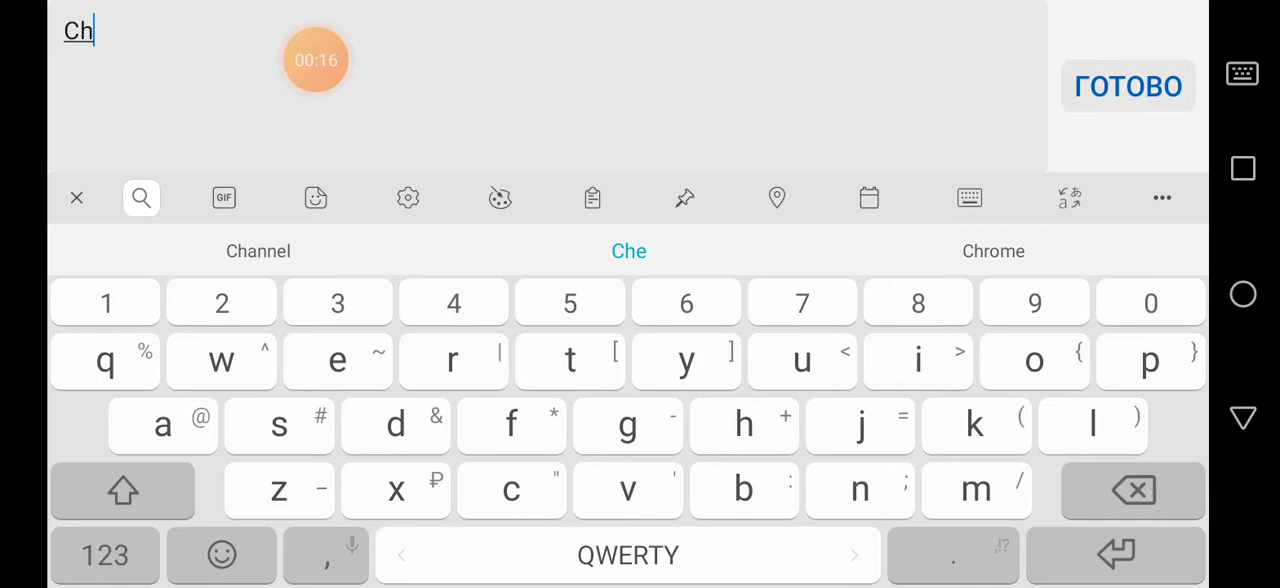 Ch
00:16
ГОТОВО
GIF
Channel Che Chrome
1 2 3 4 5 6 7 8 9 0
q % w ^ e ~ r | t [ y ] u < i > o { p }
a @ s # d & f * g - h + j = k ( l )
z _ x ₽ c " v ' b : n ; m /
123 , QWERTY . ,!?